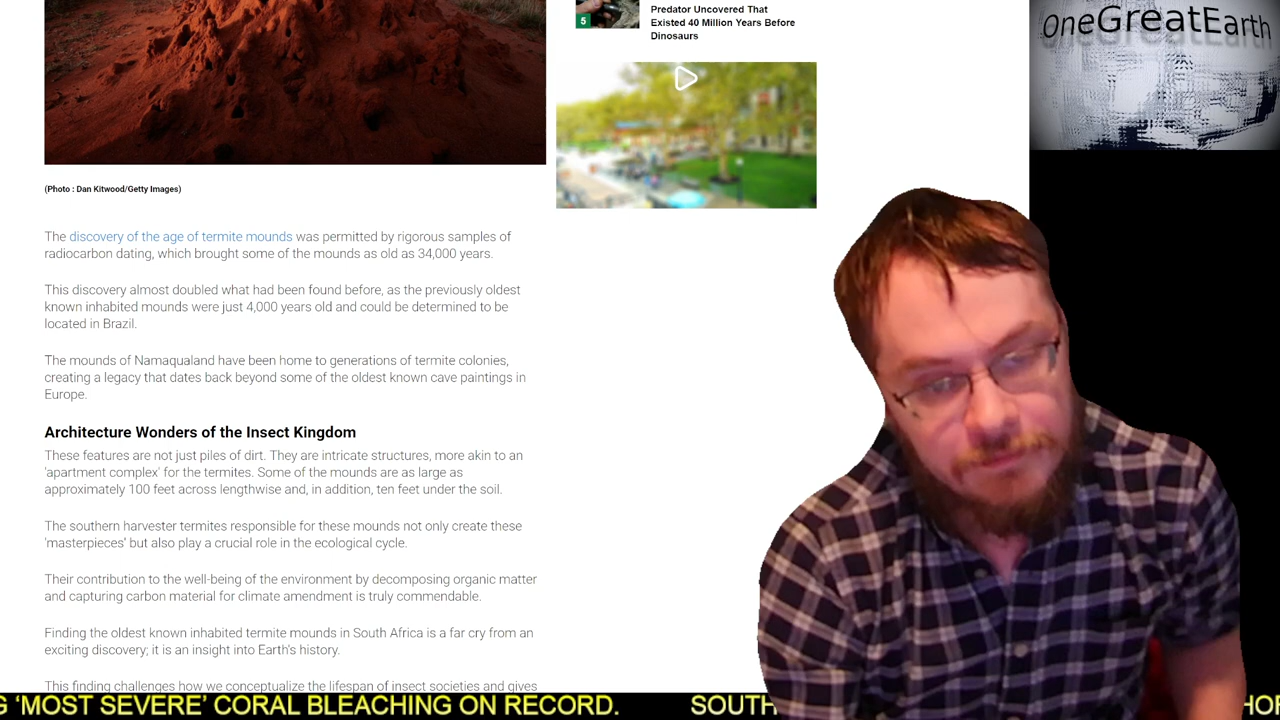 Predator Uncovered That
Existed 40 Million Years Before
Dinosaurs
5
OneGreatEarth
(Photo : Dan Kitwood/Getty Images)
The discovery of the age of termite mounds was permitted by rigorous samples of
radiocarbon dating, which brought some of the mounds as old as 34,000 years.
This discovery almost doubled what had been found before, as the previously oldest
known inhabited mounds were just 4,000 years old and could be determined to be
located in Brazil.
The mounds of Namaqualand have been home to generations of termite colonies,
creating a legacy that dates back beyond some of the oldest known cave paintings in
Europe.
Architecture Wonders of the Insect Kingdom
These features are not just piles of dirt. They are intricate structures, more akin to an
'apartment complex' for the termites. Some of the mounds are as large as
approximately 100 feet across lengthwise and, in addition, ten feet under the soil.
The southern harvester termites responsible for these mounds not only create these
'masterpieces' but also play a crucial role in the ecological cycle.
Their contribution to the well-being of the environment by decomposing organic matter
and capturing carbon material for climate amendment is truly commendable.
Finding the oldest known inhabited termite mounds in South Africa is a far cry from an
exciting discovery; it is an insight into Earth's history.
This finding challenges how we conceptualize the lifespan of insect societies and gives
G 'MOST SEVERE' CORAL BLEACHING ON RECORD. SOUTH HO